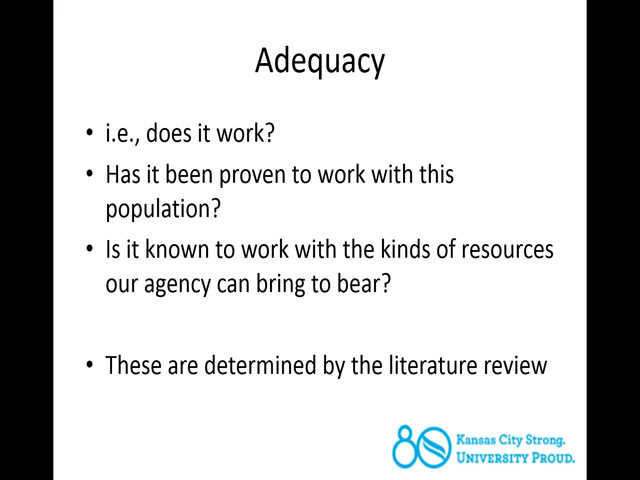 Adequacy
• i.e., does it work?
• Has it been proven to work with this
population?
• Is it known to work with the kinds of resources
our agency can bring to bear?
• These are determined by the literature review
80 Kansas City Strong.
University Proud.